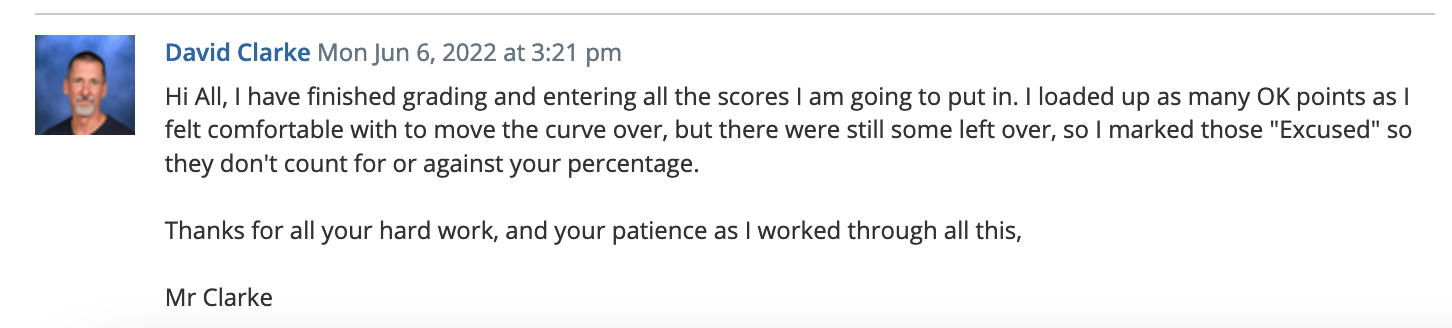 David Clarke Mon Jun 6, 2022 at 3:21 pm
Hi All, I have finished grading and entering all the scores I am going to put in. I loaded up as many OK points as I
felt comfortable with to move the curve over, but there were still some left over, so I marked those "Excused" so
they don't count for or against your percentage.
Thanks for all your hard work, and your patience as I worked through all this,
Mr Clarke